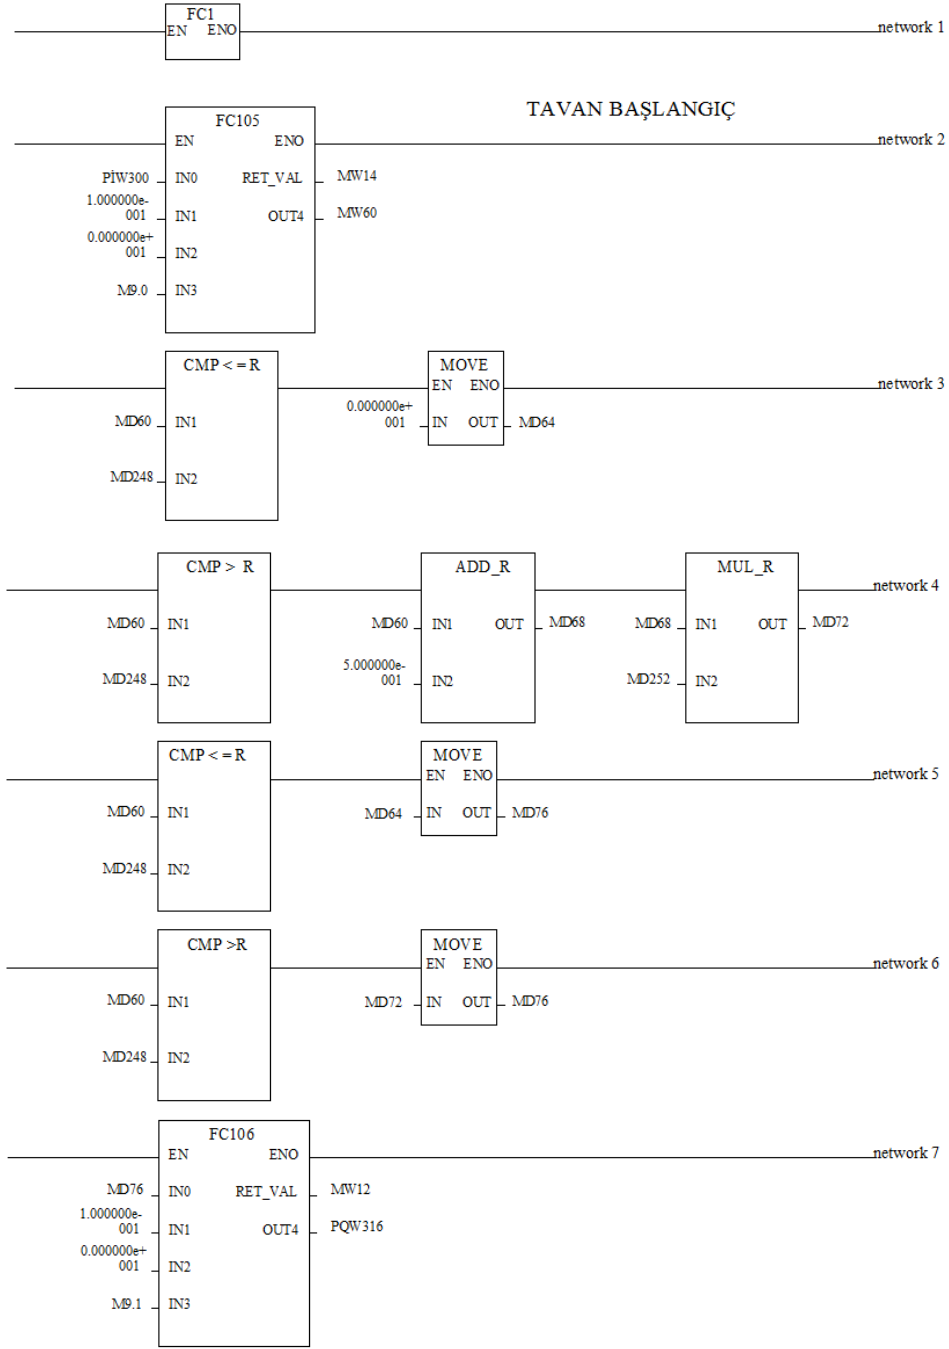 FC1
EN ENO
network 1
TAVAN BAŞLANGIÇ
FC105
EN ENO
network 2
PİW300 IN0 RET_VAL MW14
1.000000e-
001 IN1 OUT4 MW60
0.000000e+
001 IN2
M9.0 IN3
CMP < = R MOVE
EN ENO
network 3
0.000000e+
MD60 IN1 001 IN OUT MD64
MD248 IN2
CMP > R ADD_R MUL_R
network 4
MD60 IN1 MD60 IN1 OUT MD68 MD68 IN1 OUT MD72
5.000000e-
MD248 IN2 001 IN2 MD252 IN2
CMP < = R MOVE
EN ENO
network 5
MD60 IN1 MD64 IN OUT MD76
MD248 IN2
CMP >R MOVE
EN ENO
network 6
MD60 IN1 MD72 IN OUT MD76
MD248 IN2
FC106
EN ENO
network 7
MD76 IN0 RET_VAL MW12
1.000000e-
001 IN1 OUT4 PQW316
0.000000e+
001 IN2
M9.1 IN3